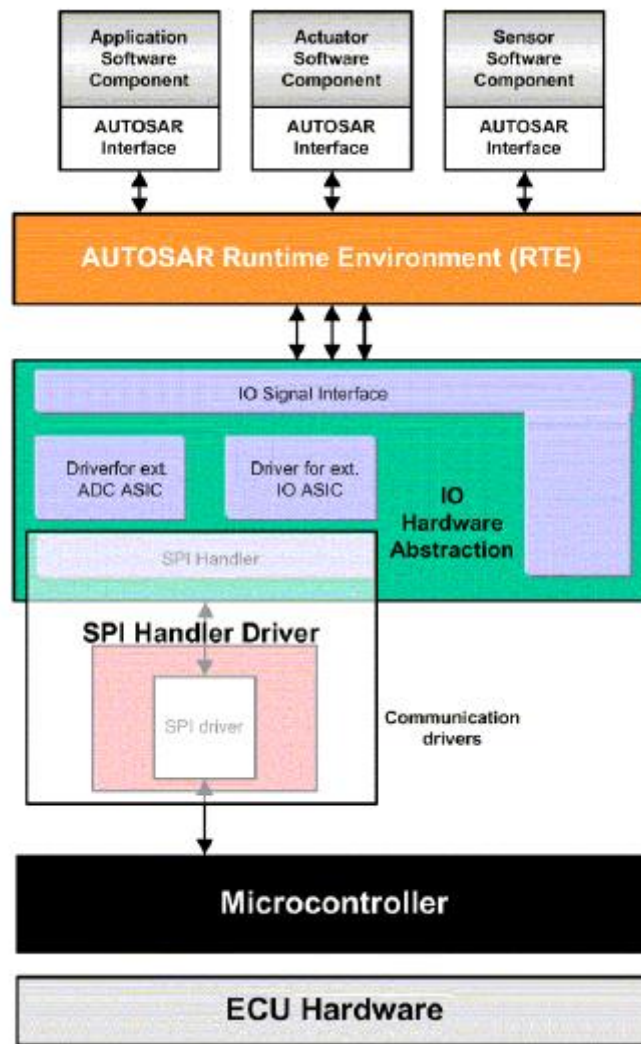 Application
Software
Component
AUTOSAR
Interface
Actuator
Software
Component
AUTOSAR
Interface
Sensor
Software
Component
AUTOSAR
Interface
AUTOSAR Runtime Environment (RTE)
IO Signal Interface
Driverfor ext.
ADC ASIC
Driver for ext.
IO ASIC
IO
Hardware
Abstraction
SPI Handler
SPI Handler Driver
SPI driver
Communication
drivers
Microcontroller
ECU Hardware